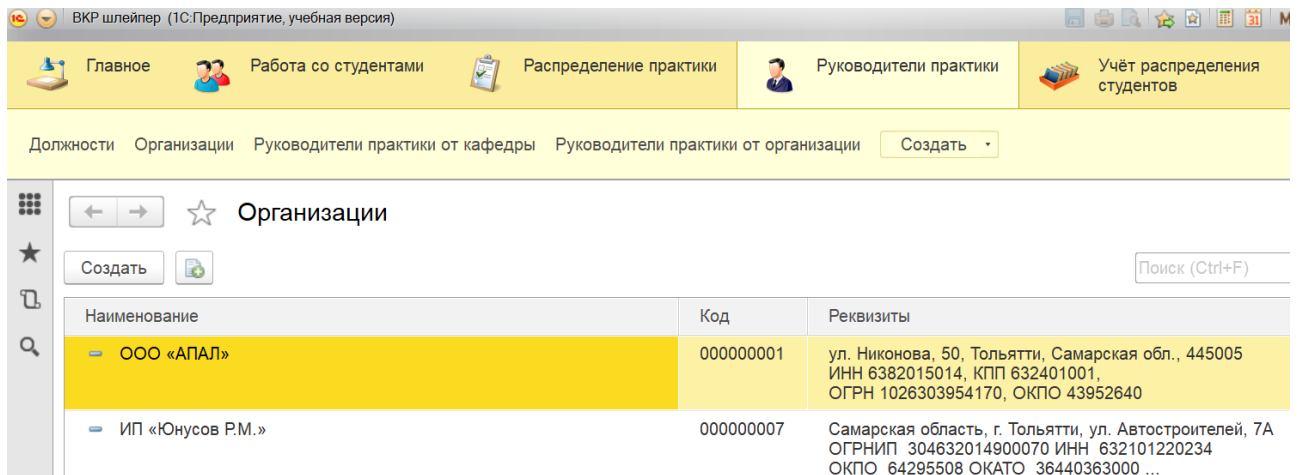 ВКР шлейпер (1С:Предприятие, учебная версия)
Главное Работа со студентами Распределение практики Руководители практики Учёт распределения
студентов
Должности Организации Руководители практики от кафедры Руководители практики от организации Создать
Организации
Создать Поиск (Ctrl+F)
Наименование Код Реквизиты
ООО «АПАЛ» 000000001 ул. Никонова, 50, Тольятти, Самарская обл., 445005
ИНН 6382015014, КПП 632401001,
ОГРН 1026303954170, ОКПО 43952640
ИП «Юнусов Р.М.» 000000007 Самарская область, г. Тольятти, ул. Автостроителей, 7А
ОГРНИП 304632014900070 ИНН 632101220234
ОКПО 64295508 ОКАТО 36440363000 ...